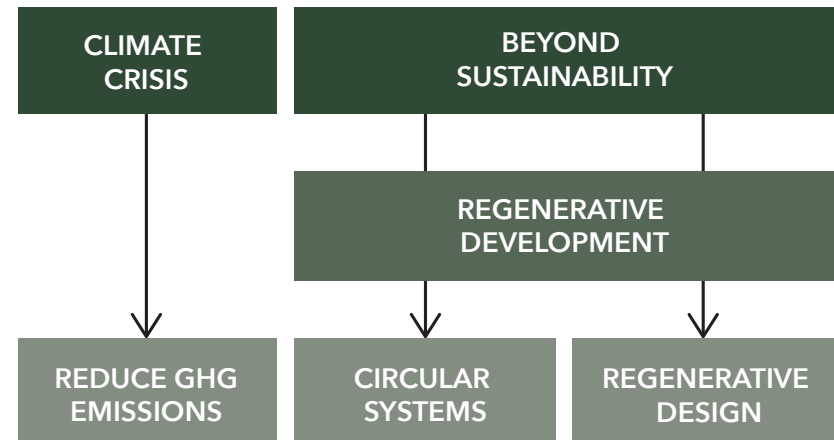 CLIMATE
CRISIS
BEYOND
SUSTAINABILITY
REGENERATIVE
DEVELOPMENT
REDUCE GHG
EMISSIONS
CIRCULAR
SYSTEMS
REGENERATIVE
DESIGN